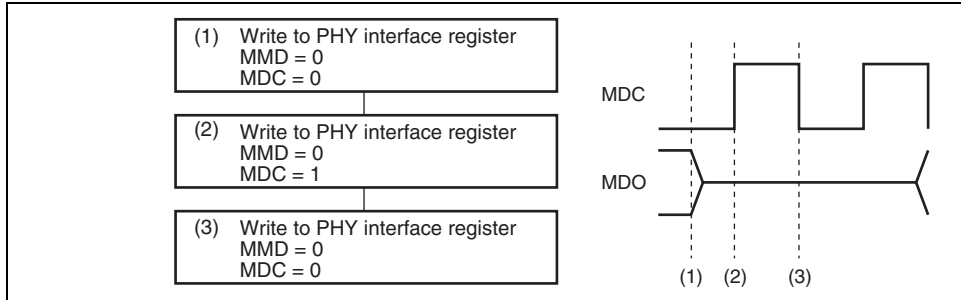 (1) Write to PHY interface register
MMD = 0
MDC = 0
(2) Write to PHY interface register
MMD = 0
MDC = 1
(3) Write to PHY interface register
MMD = 0
MDC = 0
MDC
MDO
(1) (2) (3)